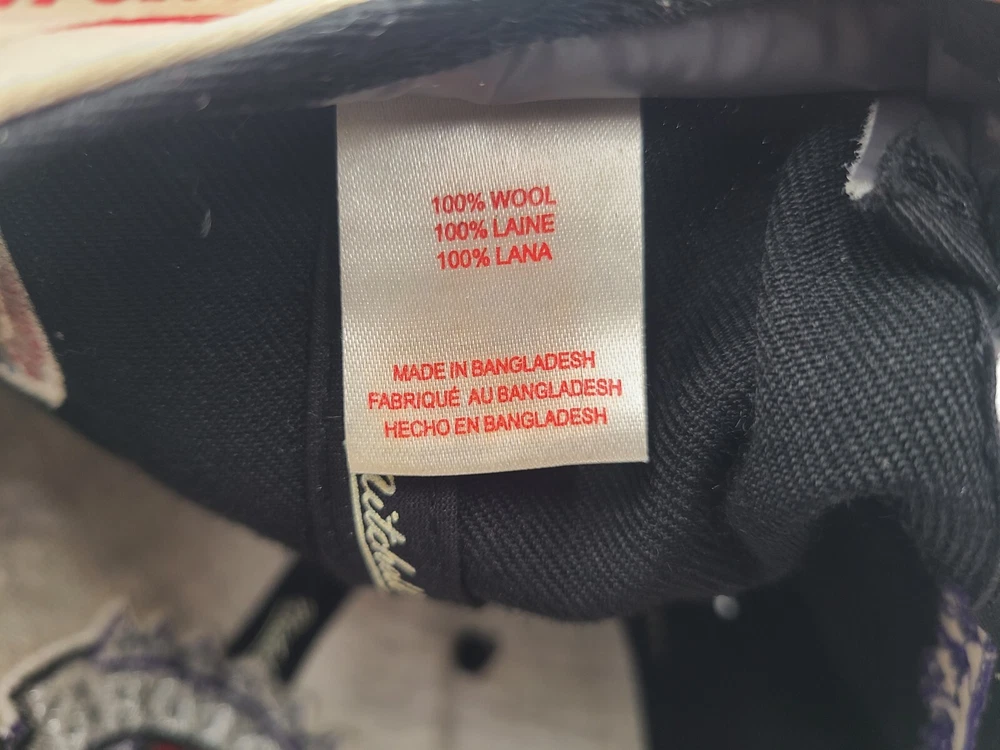 100% WOOL
100% LAINE
100% LANA
MADE IN BANGLADESH
FABRIQUÉ AU BANGLADESH
HECHO EN BANGLADESH